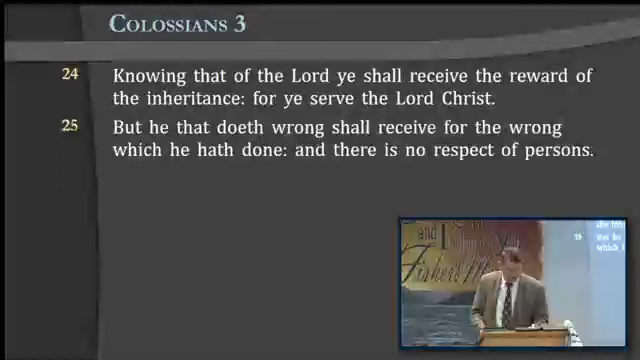 COLOSSIANS 3
24 Knowing that of the Lord ye shall receive the reward of
the inheritance: for ye serve the Lord Christ.
25 But he that doeth wrong shall receive for the wrong
which he hath done: and there is no respect of persons.
and I
Fishers